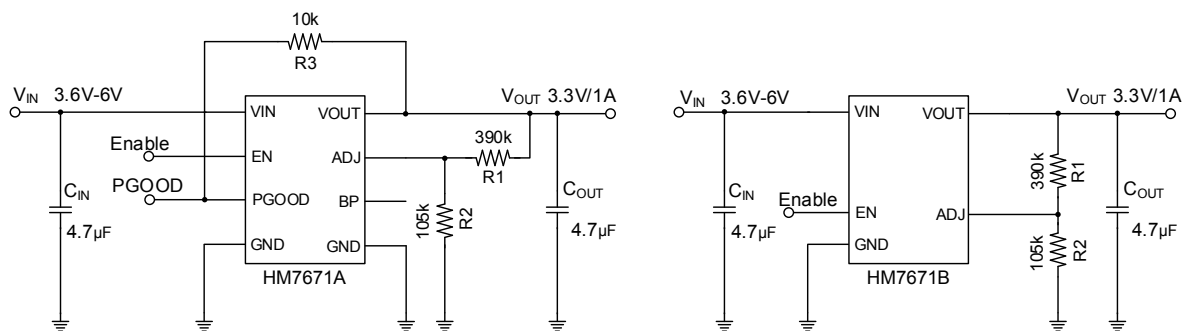 10k
R3
VIN 3.6V-6V
VOUT 3.3V/1A
VIN
VOUT
390k
R1
Enable
EN
ADJ
PGOOD
PGOOD
BP
105k
R2
CIN
4.7µF
COUT
4.7µF
GND
GND
HM7671A
VIN 3.6V-6V
VOUT 3.3V/1A
VIN
VOUT
390k
R1
CIN
4.7µF
Enable
EN
ADJ
COUT
4.7µF
GND
105k
R2
HM7671B